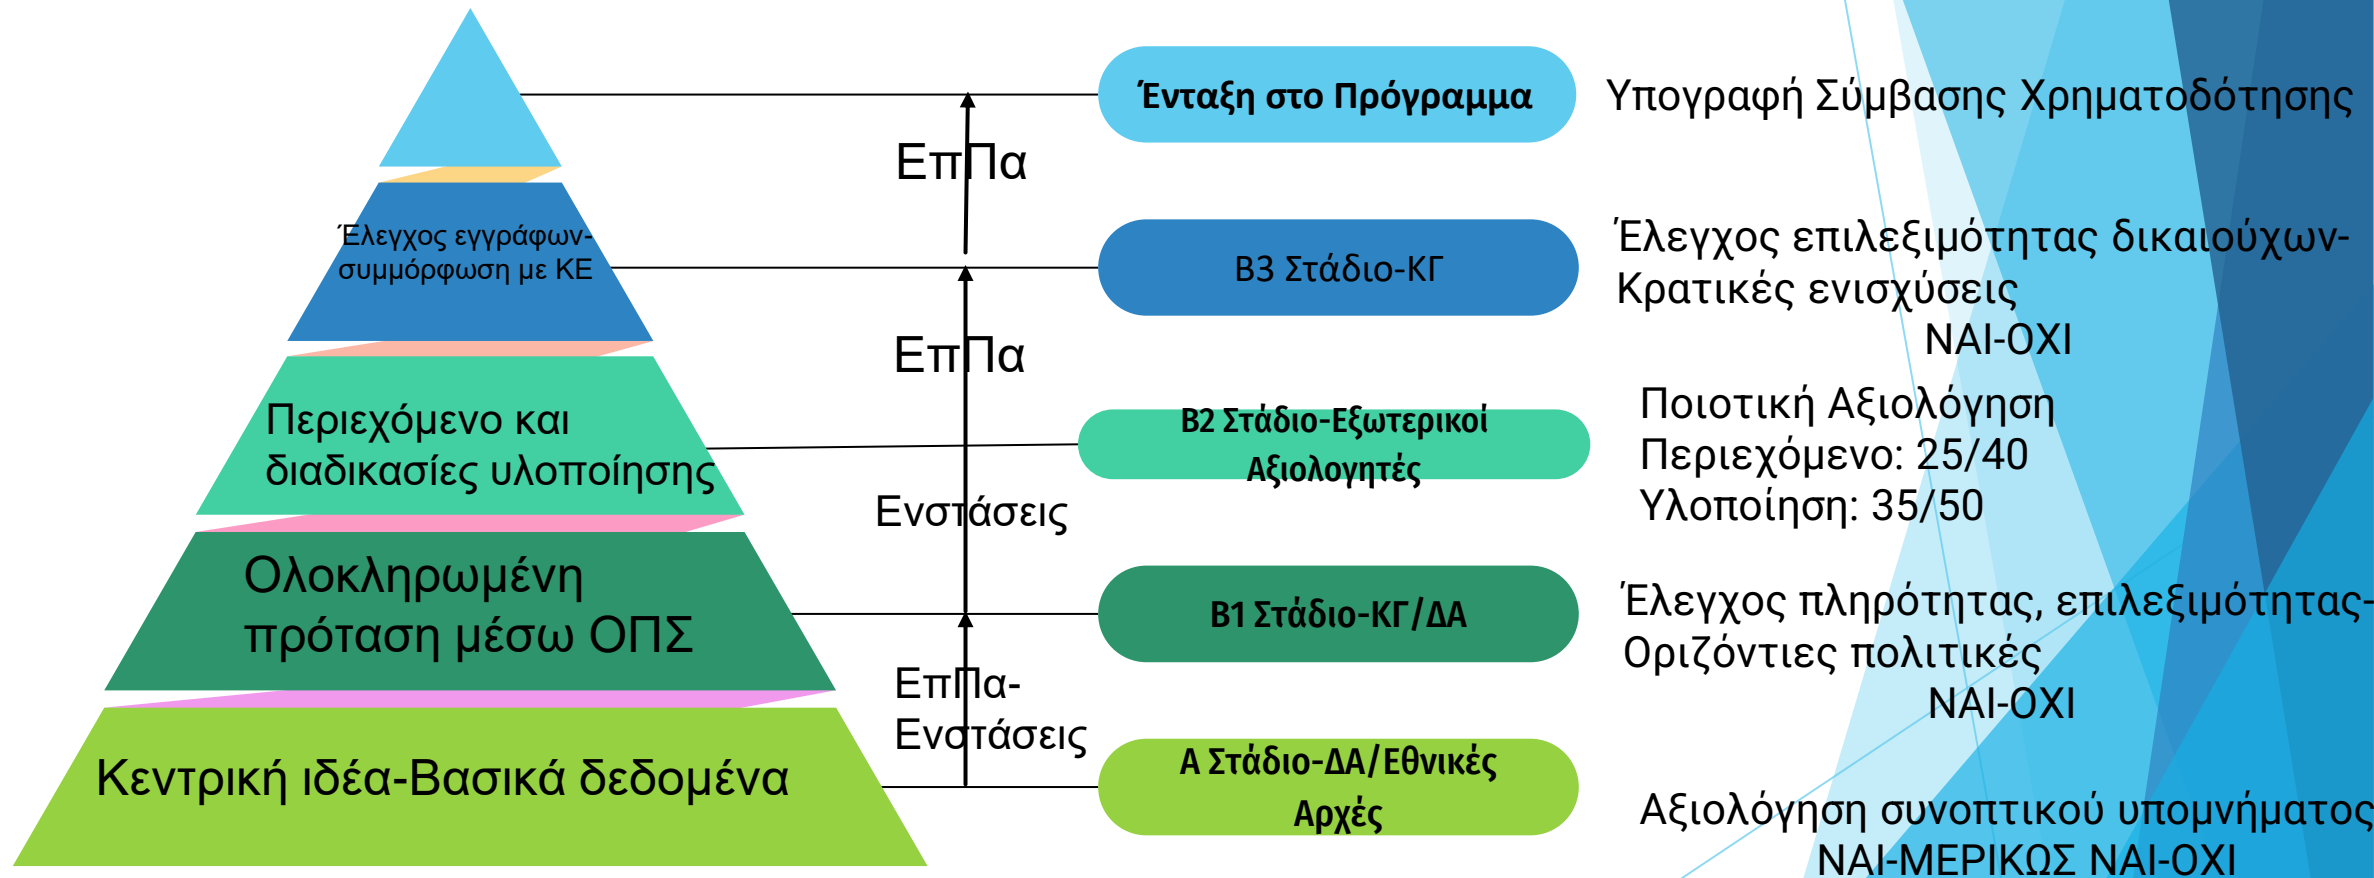 Ένταξη στο Πρόγραμμα
Υπογραφή Σύμβασης Χρηματοδότησης
ΕπΠα
Έλεγχος εγγράφων-
συμμόρφωση με ΚΕ
Β3 Στάδιο-ΚΓ
Έλεγχος επιλεξιμότητας δικαιούχων-
Κρατικές ενισχύσεις
ΝΑΙ-ΟΧΙ
ΕπΠα
Περιεχόμενο και
διαδικασίες υλοποίησης
Β2 Στάδιο-Εξωτερικοί
Αξιολογητές
Ποιοτική Αξιολόγηση
Περιεχόμενο: 25/40
Υλοποίηση: 35/50
Ενστάσεις
Ολοκληρωμένη
πρόταση μέσω ΟΠΣ
Β1 Στάδιο-ΚΓ/ΔΑ
Έλεγχος πληρότητας, επιλεξιμότητας-
Οριζόντιες πολιτικές
ΝΑΙ-ΟΧΙ
ΕπΠα-
Ενστάσεις
Κεντρική ιδέα-Βασικά δεδομένα
Α Στάδιο-ΔΑ/Εθνικές
Αρχές
Αξιολόγηση συνοπτικού υπομνήματος
ΝΑΙ-ΜΕΡΙΚΩΣ ΝΑΙ-ΟΧΙ